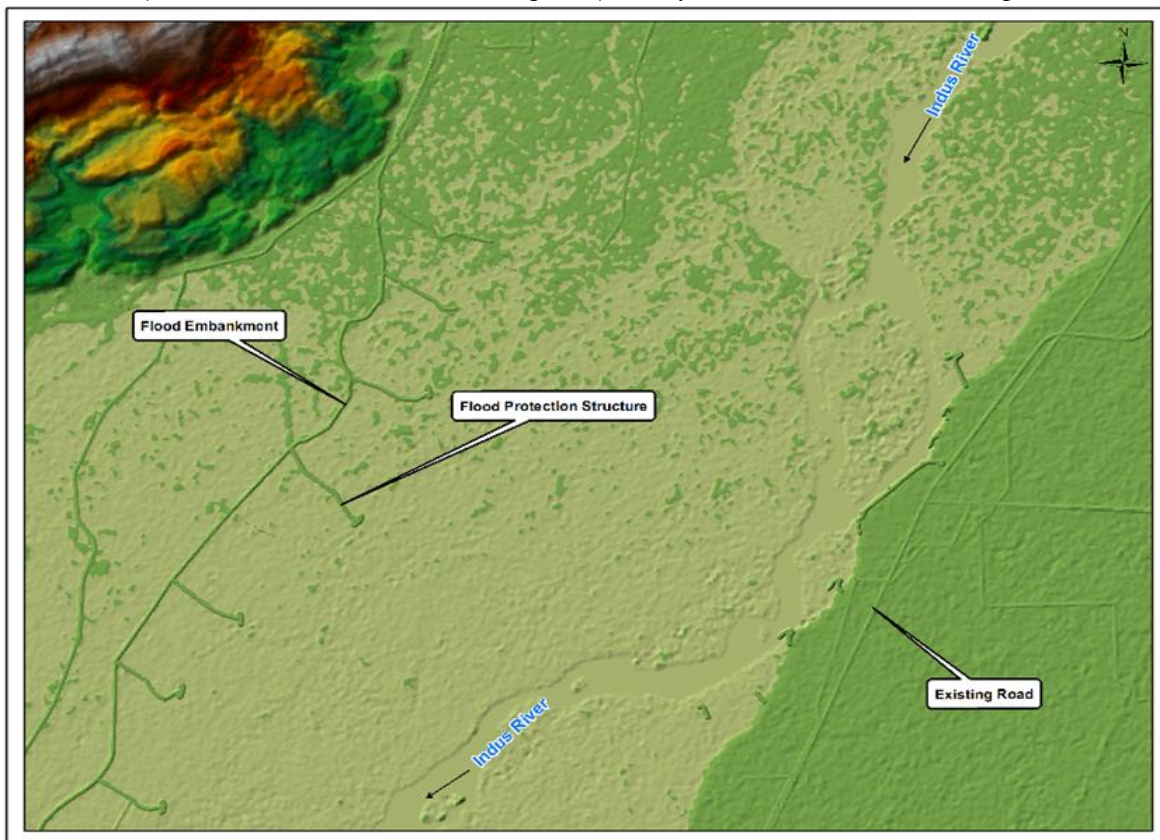 N
Indus River
Flood Embankment
Flood Protection Structure
Existing Road
Indus River